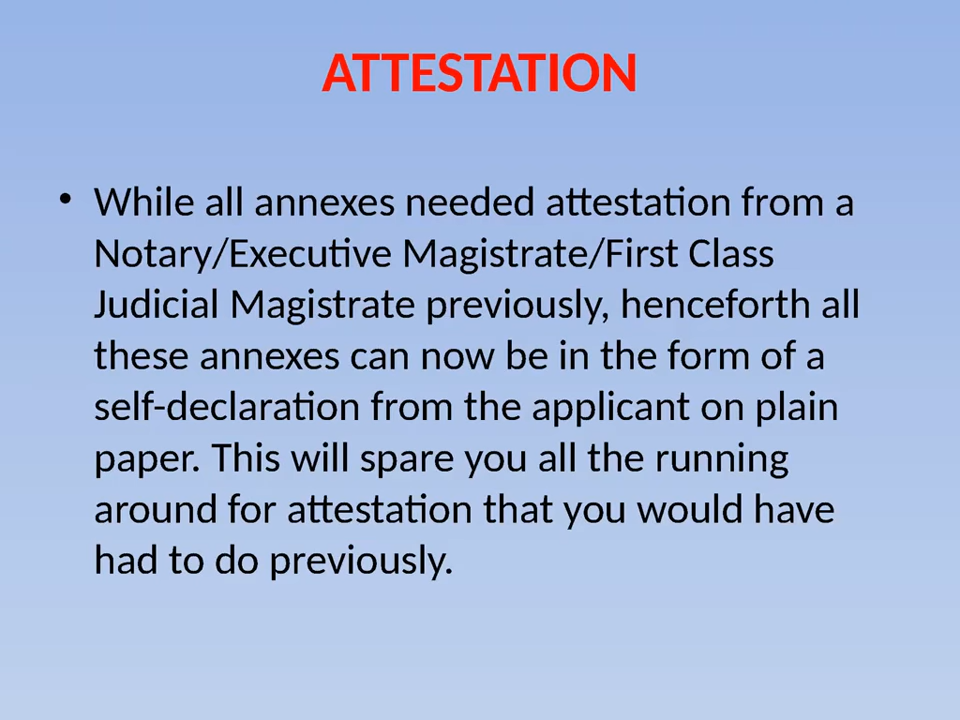 ATTESTATION
• While all annexes needed attestation from a
Notary/Executive Magistrate/First Class
Judicial Magistrate previously, henceforth all
these annexes can now be in the form of a
self-declaration from the applicant on plain
paper. This will spare you all the running
around for attestation that you would have
had to do previously.